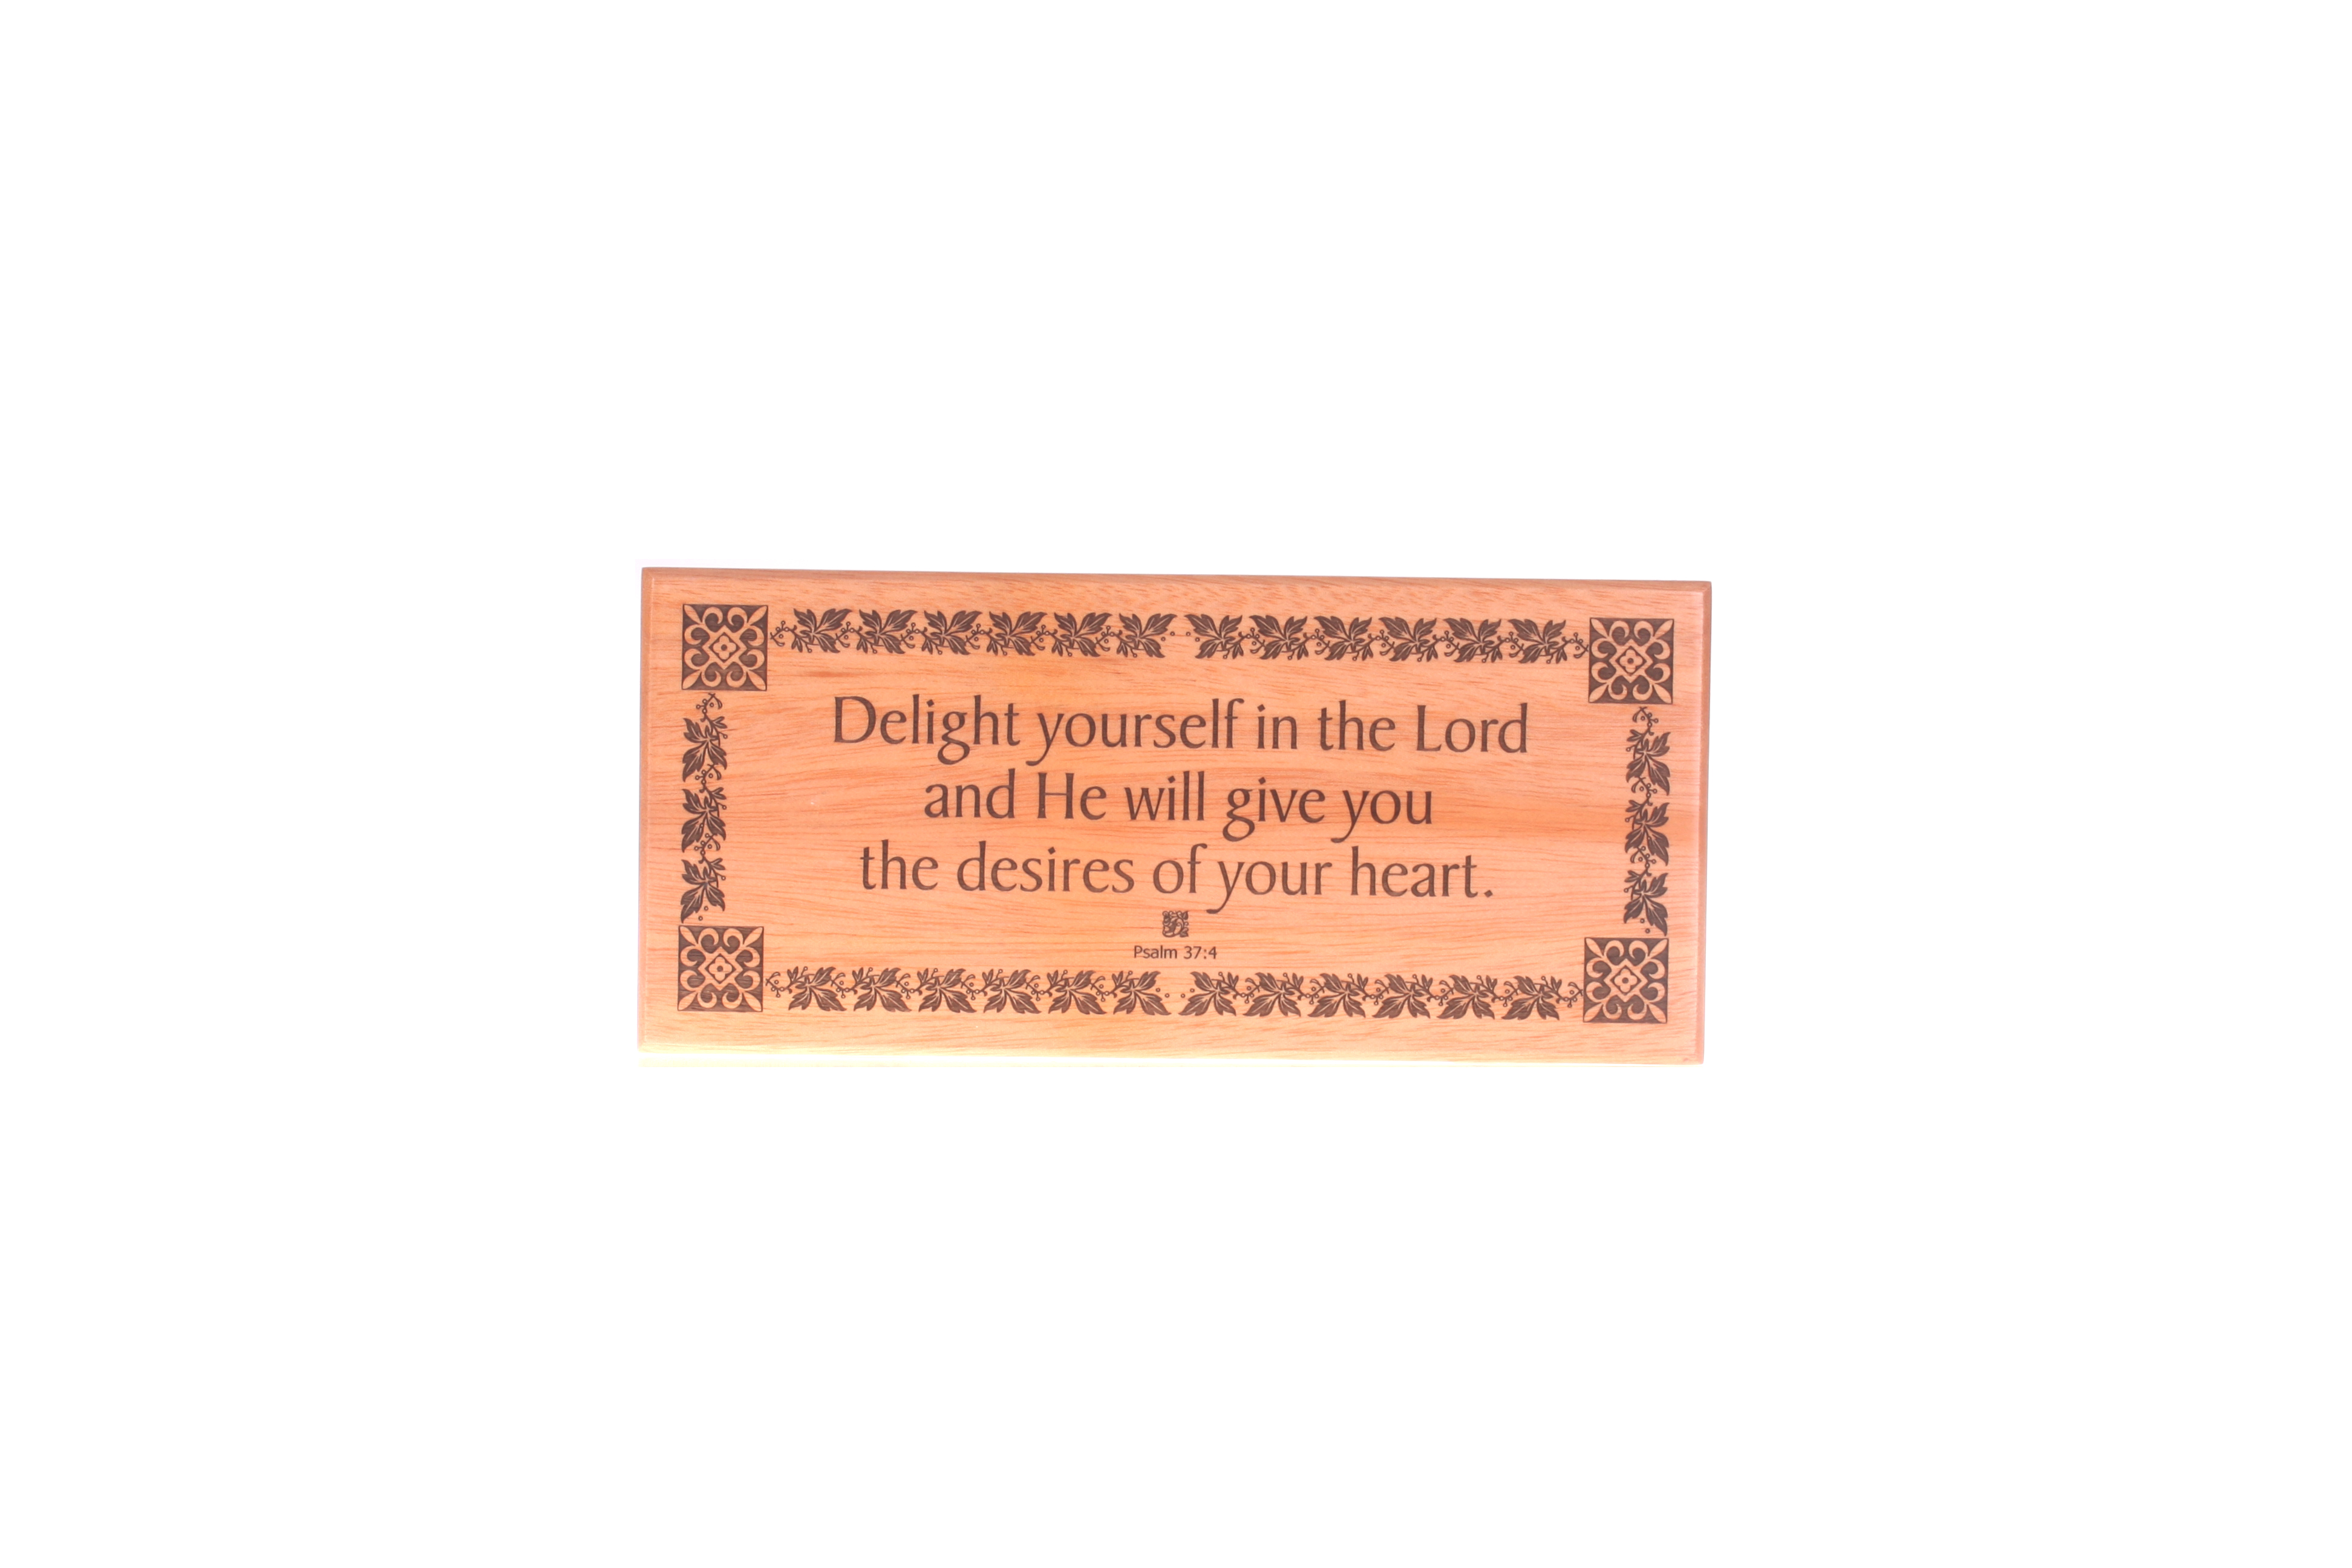 Delight yourself in the Lord
and He will give you
the desires of your heart.
Psalm 37:4